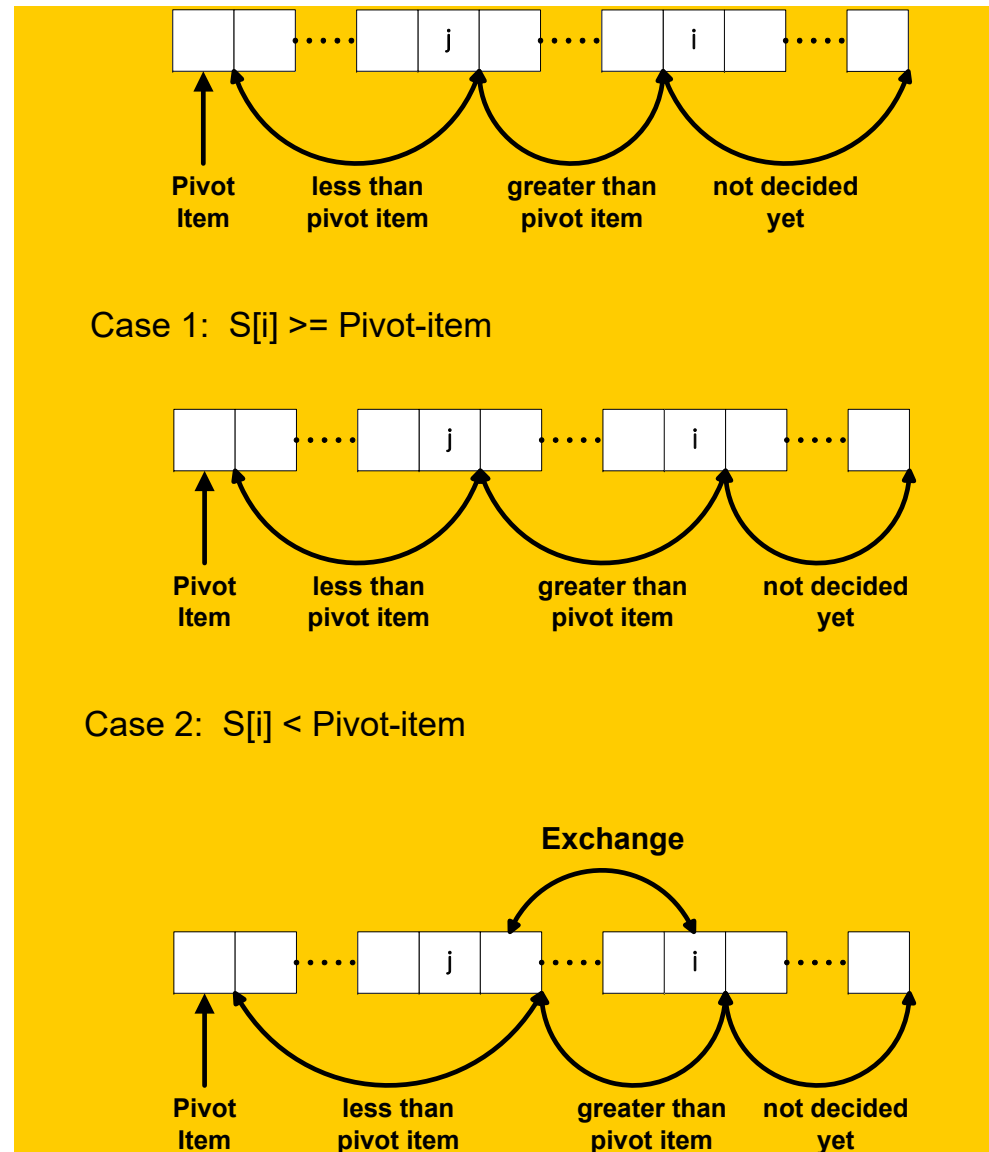 j i
Pivot less than greater than not decided
Item pivot item pivot item yet
Case 1: S[i] >= Pivot-item
j i
Pivot less than greater than not decided
Item pivot item pivot item yet
Case 2: S[i] < Pivot-item
Exchange
j i
Pivot less than greater than not decided
Item pivot item pivot item yet